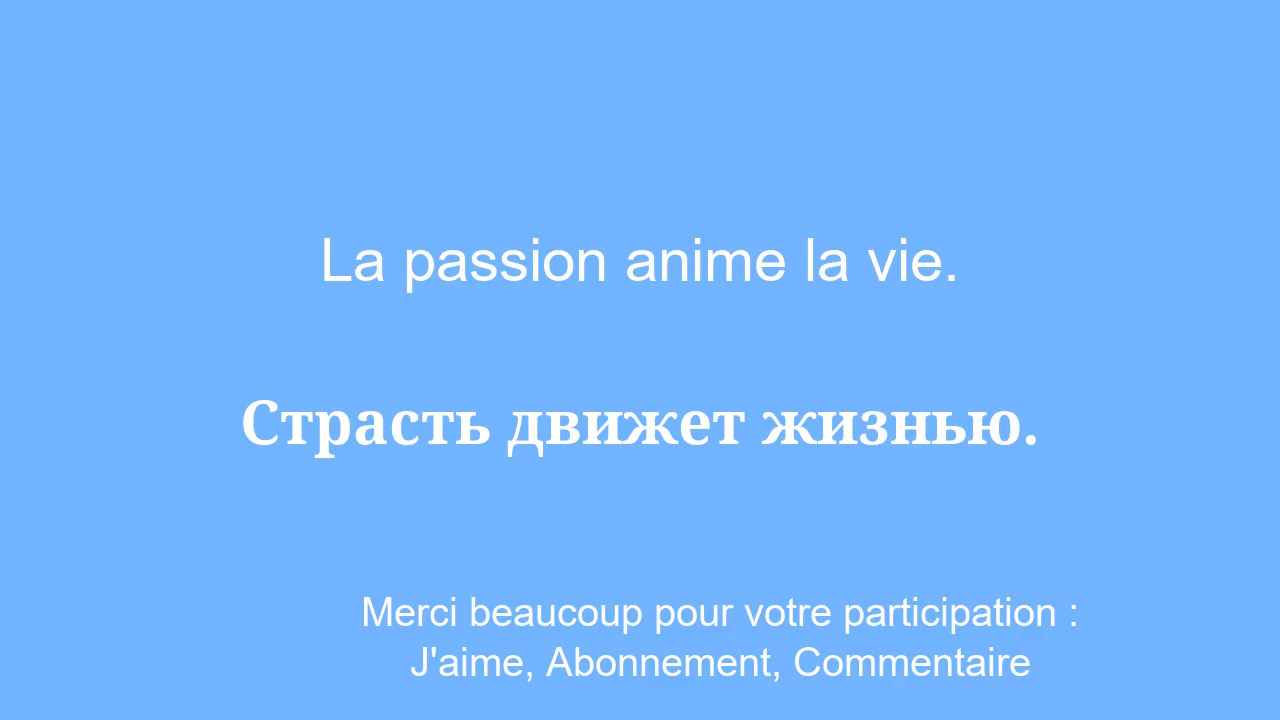 La passion anime la vie.
Страсть движет жизнью.
Merci beaucoup pour votre participation :
J'aime, Abonnement, Commentaire